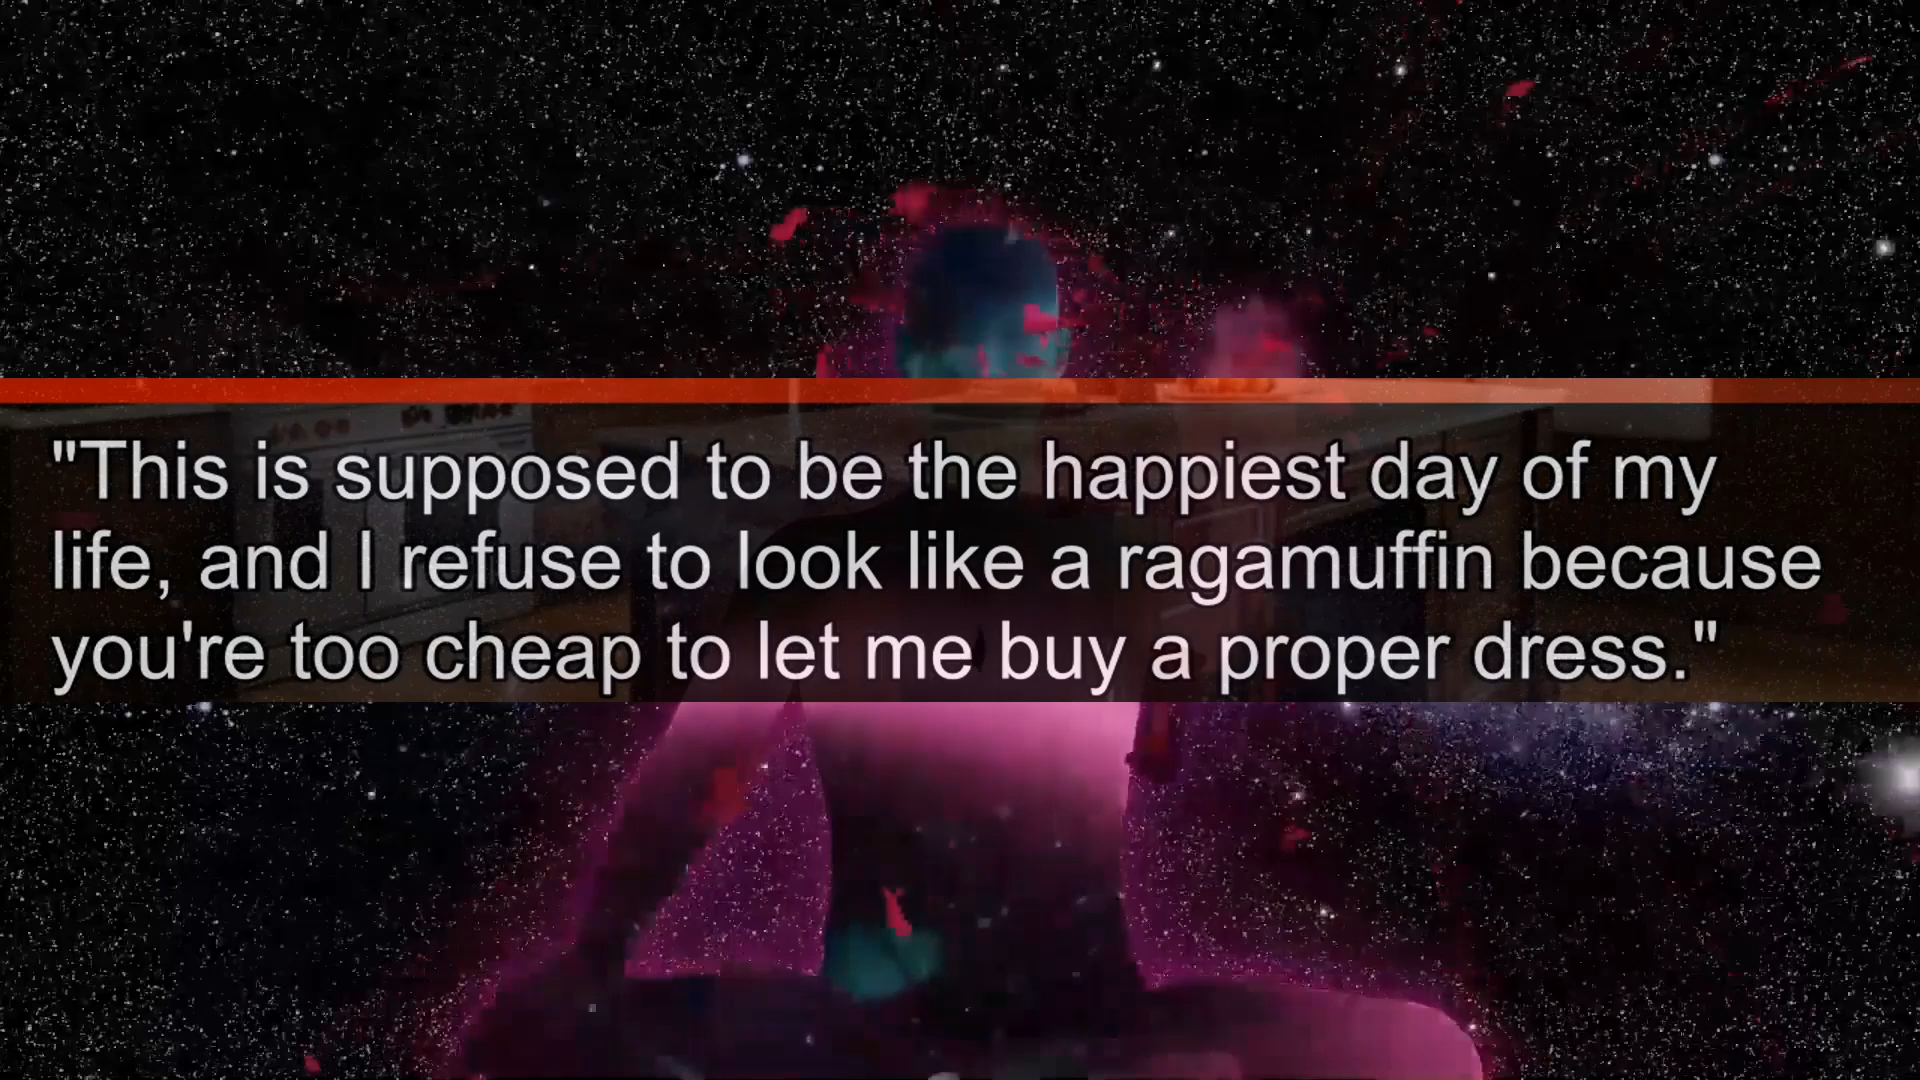 "This is supposed to be the happiest day of my
life, and I refuse to look like a ragamuffin because
you're too cheap to let me buy a proper dress."